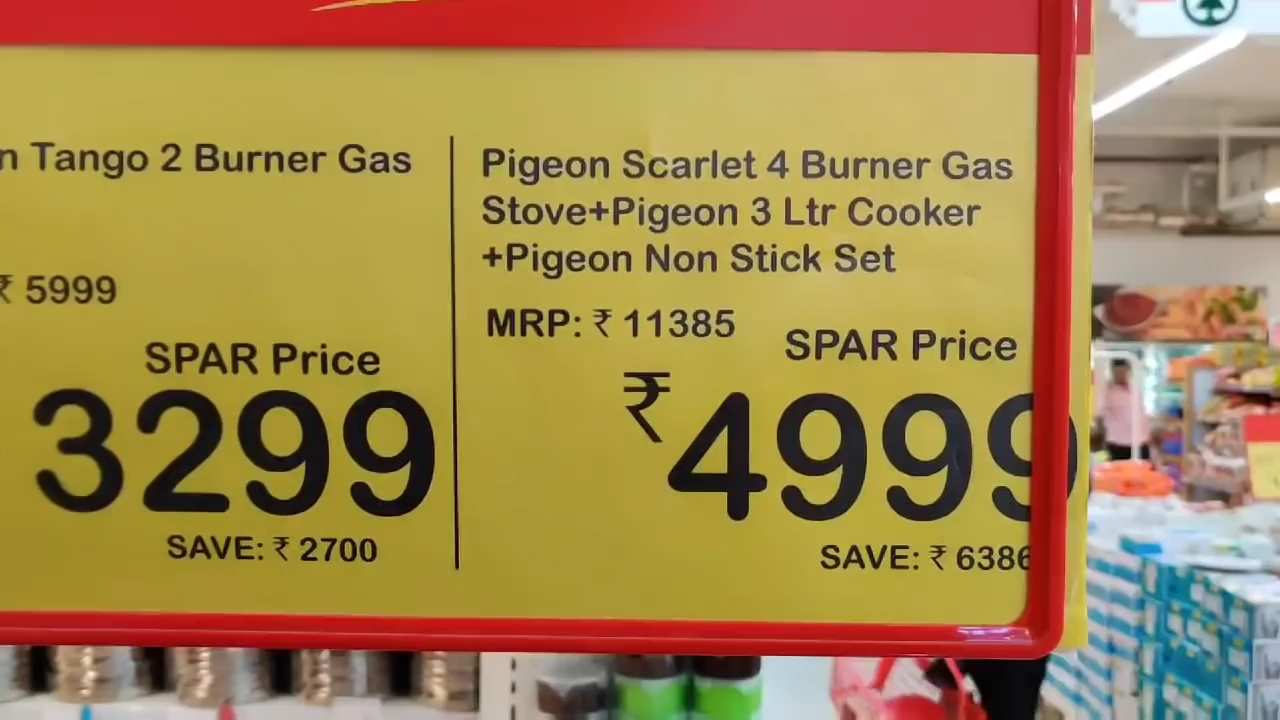 n Tango 2 Burner Gas
₹ 5999
SPAR Price
3299
SAVE: ₹ 2700
Pigeon Scarlet 4 Burner Gas
Stove+Pigeon 3 Ltr Cooker
+Pigeon Non Stick Set
MRP: ₹ 11385
SPAR Price
₹4999
SAVE: ₹ 6386